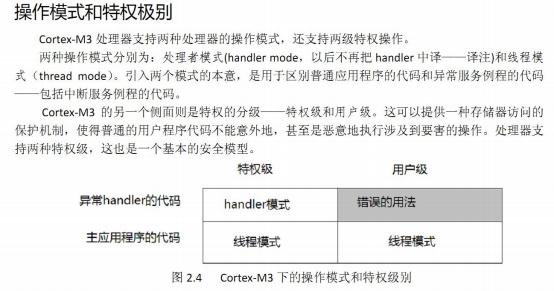 操作模式和特权极别
Cortex-M3 处理器支持两种处理器的操作模式，还支持两级特权操作。
两种操作模式分别为：处理者模式(handler mode，以后不再把 handler 中译——译注)和线程模
式（thread mode）。引入两个模式的本意，是用于区别普通应用程序的代码和异常服务例程的代码
——包括中断服务例程的代码。
Cortex-M3 的另一个侧面则是特权的分级——特权级和用户级。这可以提供一种存储器访问的
保护机制，使得普通的用户程序代码不能意外地，甚至是恶意地执行涉及到要害的操作。处理器支
持两种特权级，这也是一个基本的安全模型。
特权级 用户级
异常handler的代码 handler模式 错误的用法
主应用程序的代码 线程模式 线程模式
图 2.4 Cortex-M3 下的操作模式和特权级别